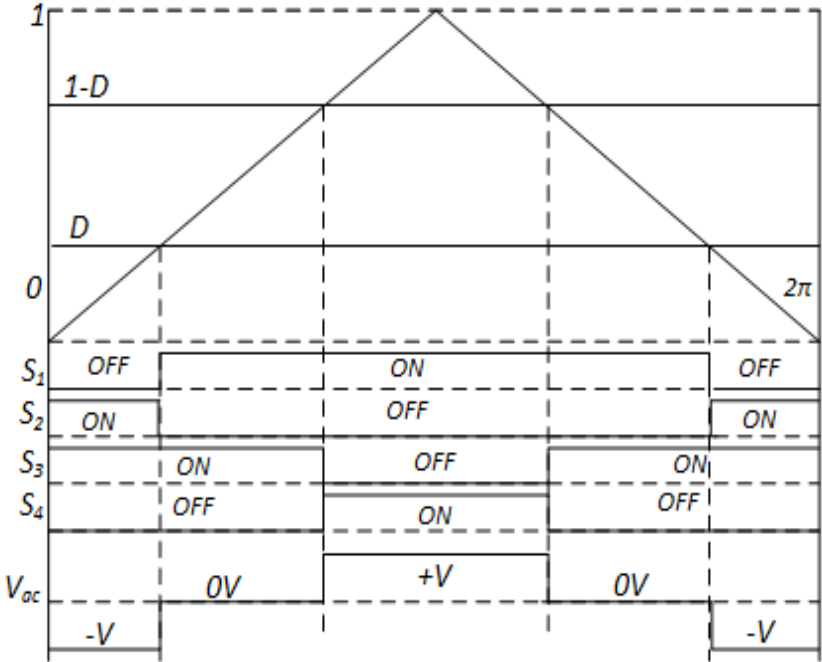 1
1-D
D
0 2π
S1 OFF ON OFF
S2 ON OFF ON
S3 ON OFF ON
S4 OFF ON OFF
Vac 0V +V 0V
-V -V